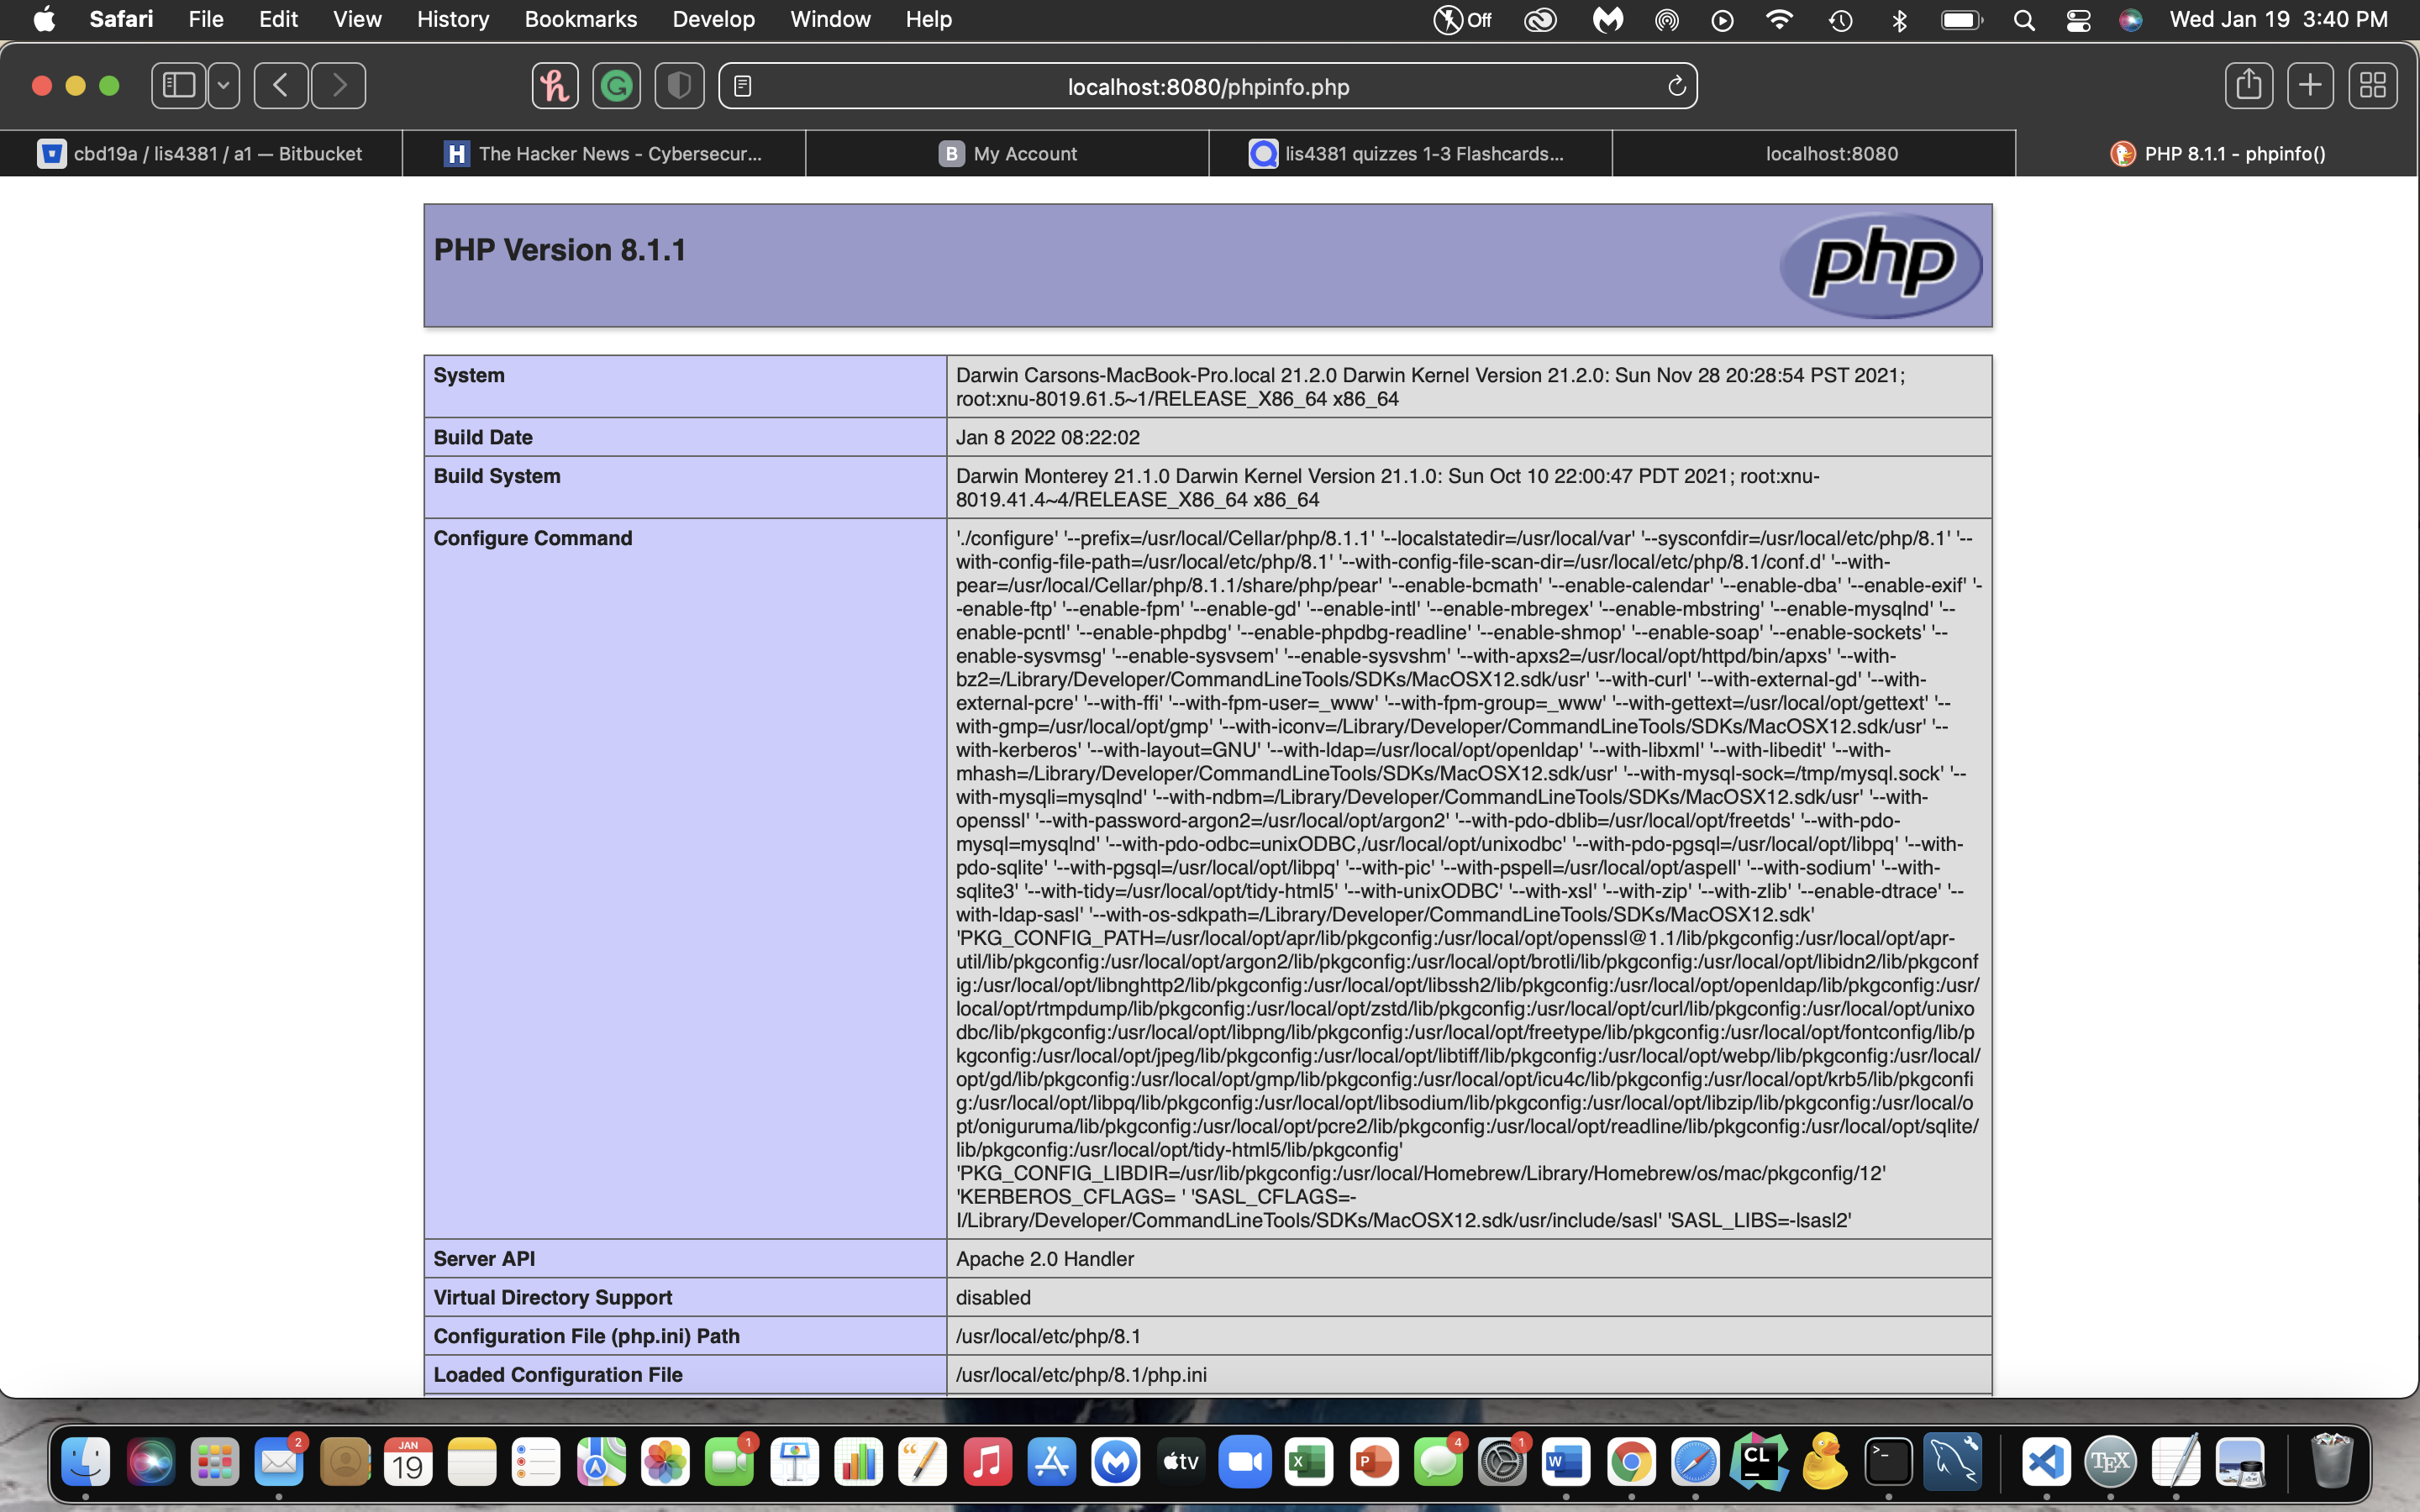 Safari File Edit View History Bookmarks Develop Window Help Off Wed Jan 19 3:40 PM
localhost:8080/phpinfo.php
cbd19a / lis4381 / a1 — Bitbucket
H The Hacker News - Cybersecur...
B My Account
lis4381 quizzes 1-3 Flashcards...
localhost:8080
PHP 8.1.1 - phpinfo()
PHP Version 8.1.1
php
System
Darwin Carsons-MacBook-Pro.local 21.2.0 Darwin Kernel Version 21.2.0: Sun Nov 28 20:28:54 PST 2021;
root:xnu-8019.61.5~1/RELEASE_X86_64 x86_64
Build Date
Jan 8 2022 08:22:02
Build System
Darwin Monterey 21.1.0 Darwin Kernel Version 21.1.0: Sun Oct 10 22:00:47 PDT 2021; root:xnu-
8019.41.4~4/RELEASE_X86_64 x86_64
Configure Command
'./configure' '--prefix=/usr/local/Cellar/php/8.1.1' '--localstatedir=/usr/local/var' '--sysconfdir=/usr/local/etc/php/8.1' '--
with-config-file-path=/usr/local/etc/php/8.1' '--with-config-file-scan-dir=/usr/local/etc/php/8.1/conf.d' '--with-
pear=/usr/local/Cellar/php/8.1.1/share/php/pear' '--enable-bcmath' '--enable-calendar' '--enable-dba' '--enable-exif' '-
-enable-ftp' '--enable-fpm' '--enable-gd' '--enable-intl' '--enable-mbregex' '--enable-mbstring' '--enable-mysqlnd' '--
enable-pcntl' '--enable-phpdbg' '--enable-phpdbg-readline' '--enable-shmop' '--enable-soap' '--enable-sockets' '--
enable-sysvmsg' '--enable-sysvsem' '--enable-sysvshm' '--with-apxs2=/usr/local/opt/httpd/bin/apxs' '--with-
bz2=/Library/Developer/CommandLineTools/SDKs/MacOSX12.sdk/usr' '--with-curl' '--with-external-gd' '--with-
external-pcre' '--with-ffi' '--with-fpm-user=_www' '--with-fpm-group=_www' '--with-gettext=/usr/local/opt/gettext' '--
with-gmp=/usr/local/opt/gmp' '--with-iconv=/Library/Developer/CommandLineTools/SDKs/MacOSX12.sdk/usr' '--
with-kerberos' '--with-layout=GNU' '--with-ldap=/usr/local/opt/openldap' '--with-libxml' '--with-libedit' '--with-
mhash=/Library/Developer/CommandLineTools/SDKs/MacOSX12.sdk/usr' '--with-mysql-sock=/tmp/mysql.sock' '--
with-mysqli=mysqlnd' '--with-ndbm=/Library/Developer/CommandLineTools/SDKs/MacOSX12.sdk/usr' '--with-
openssl' '--with-password-argon2=/usr/local/opt/argon2' '--with-pdo-dblib=/usr/local/opt/freetds' '--with-pdo-
mysql=mysqlnd' '--with-pdo-odbc=unixODBC,/usr/local/opt/unixodbc' '--with-pdo-pgsql=/usr/local/opt/libpq' '--with-
pdo-sqlite' '--with-pgsql=/usr/local/opt/libpq' '--with-pic' '--with-pspell=/usr/local/opt/aspell' '--with-sodium' '--with-
sqlite3' '--with-tidy=/usr/local/opt/tidy-html5' '--with-unixODBC' '--with-xsl' '--with-zip' '--with-zlib' '--enable-dtrace' '--
with-ldap-sasl' '--with-os-sdkpath=/Library/Developer/CommandLineTools/SDKs/MacOSX12.sdk'
'PKG_CONFIG_PATH=/usr/local/opt/apr/lib/pkgconfig:/usr/local/opt/openssl@1.1/lib/pkgconfig:/usr/local/opt/apr-
util/lib/pkgconfig:/usr/local/opt/argon2/lib/pkgconfig:/usr/local/opt/brotli/lib/pkgconfig:/usr/local/opt/libidn2/lib/pkgconf
ig:/usr/local/opt/libnghttp2/lib/pkgconfig:/usr/local/opt/libssh2/lib/pkgconfig:/usr/local/opt/openldap/lib/pkgconfig:/usr/
local/opt/rtmpdump/lib/pkgconfig:/usr/local/opt/zstd/lib/pkgconfig:/usr/local/opt/curl/lib/pkgconfig:/usr/local/opt/unixo
dbc/lib/pkgconfig:/usr/local/opt/libpng/lib/pkgconfig:/usr/local/opt/freetype/lib/pkgconfig:/usr/local/opt/fontconfig/lib/p
kgconfig:/usr/local/opt/jpeg/lib/pkgconfig:/usr/local/opt/libtiff/lib/pkgconfig:/usr/local/opt/webp/lib/pkgconfig:/usr/local/
opt/gd/lib/pkgconfig:/usr/local/opt/gmp/lib/pkgconfig:/usr/local/opt/icu4c/lib/pkgconfig:/usr/local/opt/krb5/lib/pkgconfi
g:/usr/local/opt/libpq/lib/pkgconfig:/usr/local/opt/libsodium/lib/pkgconfig:/usr/local/opt/libzip/lib/pkgconfig:/usr/local/o
pt/oniguruma/lib/pkgconfig:/usr/local/opt/pcre2/lib/pkgconfig:/usr/local/opt/readline/lib/pkgconfig:/usr/local/opt/sqlite/
lib/pkgconfig:/usr/local/opt/tidy-html5/lib/pkgconfig'
'PKG_CONFIG_LIBDIR=/usr/lib/pkgconfig:/usr/local/Homebrew/Library/Homebrew/os/mac/pkgconfig/12'
'KERBEROS_CFLAGS= ' 'SASL_CFLAGS=-
I/Library/Developer/CommandLineTools/SDKs/MacOSX12.sdk/usr/include/sasl' 'SASL_LIBS=-lsasl2'
Server API
Apache 2.0 Handler
Virtual Directory Support
disabled
Configuration File (php.ini) Path
/usr/local/etc/php/8.1
Loaded Configuration File
/usr/local/etc/php/8.1/php.ini
2 JAN 19 1 tv X P 4 1 W CL >_ TEX